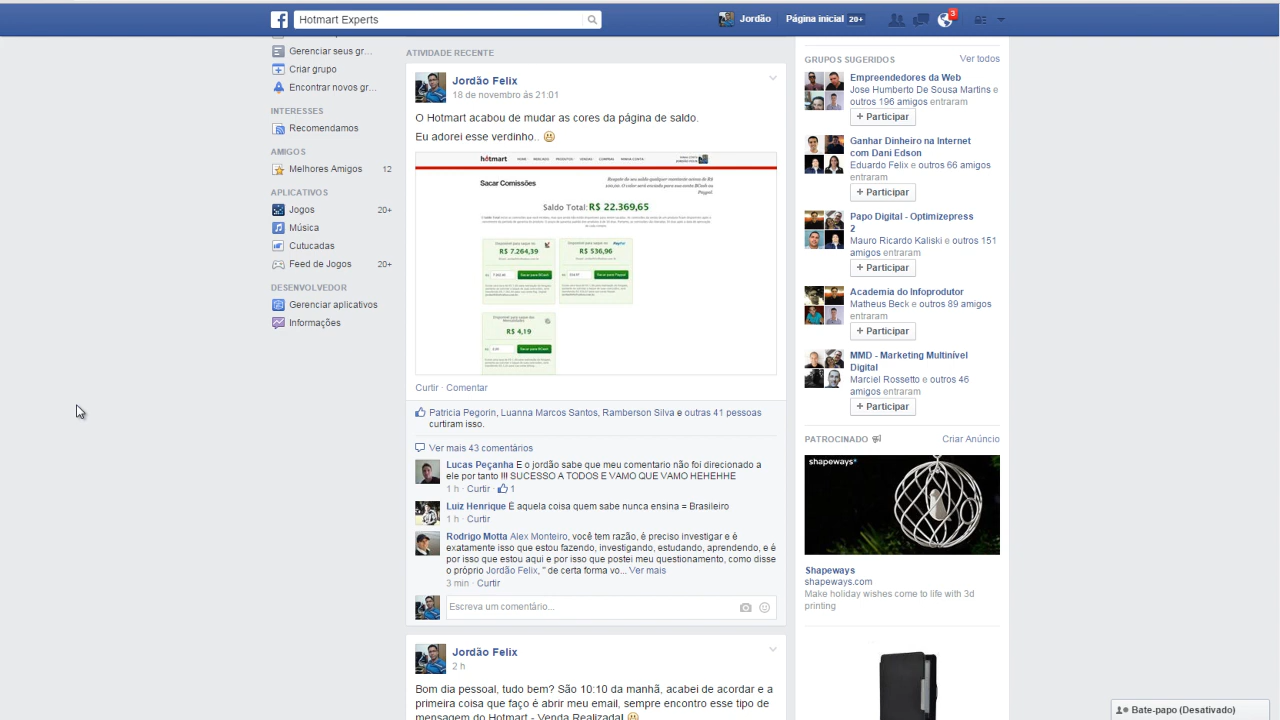 Hotmart Experts
Jordão
Página inicial 20+
3
Gerenciar seus gr...
Criar grupo
Encontrar novos gr...
INTERESSES
Recomendamos
AMIGOS
Melhores Amigos 12
APLICATIVOS
Jogos 20+
Música
Cutucadas
Feed de Jogos 20+
DESENVOLVEDOR
Gerenciar aplicativos
Informações
ATIVIDADE RECENTE
Jordão Felix
18 de novembro às 21:01
O Hotmart acabou de mudar as cores da página de saldo.
Eu adorei esse verdinho..
hotmart HOME MERCADO PRODUTOS VENDAS COMPRAS MINHA CONTA
Sacar Comissões
Saldo Total: R$ 22.369,65
R$ 7.264,39
PayPal
R$ 536,96
R$ 4,19
Curtir · Comentar
Patricia Pegorin, Luanna Marcos Santos, Ramberson Silva e outras 41 pessoas
curtiram isso.
Ver mais 43 comentários
Lucas Peçanha E o jordão sabe que meu comentario não foi direcionado a
ele por tanto !!! SUCESSO A TODOS E VAMO QUE VAMO HEHEHHE
1 h · Curtir · 1
Luiz Henrique É aquela coisa quem sabe nunca ensina = Brasileiro
1 h · Curtir
Rodrigo Motta Alex Monteiro, você tem razão, é preciso investigar e é
exatamente isso que estou fazendo, investigando, estudando, aprendendo, e é
por isso que estou aqui e por isso que postei meu questionamento, como disse
o próprio Jordão Felix, " de certa forma vo... Ver mais
3 min · Curtir
Escreva um comentário...
Jordão Felix
2 h
Bom dia pessoal, tudo bem? São 10:10 da manhã, acabei de acordar e a
primeira coisa que faço é abrir meu email, sempre encontro esse tipo de
mensagem do Hotmart - Venda Realizada!
GRUPOS SUGERIDOS Ver todos
Empreendedores da Web
Jose Humberto De Sousa Martins e
outros 196 amigos entraram
+ Participar
Ganhar Dinheiro na Internet
com Dani Edson
Eduardo Felix e outros 66 amigos
entraram
+ Participar
Papo Digital - Optimizepress
2
Mauro Ricardo Kaliski e outros 151
amigos entraram
+ Participar
Academia do Infoprodutor
Matheus Beck e outros 89 amigos
entraram
+ Participar
MMD - Marketing Multinível
Digital
Marciel Rossetto e outros 46
amigos entraram
+ Participar
PATROCINADO Criar Anúncio
shapeways*
Shapeways
shapeways.com
Make holiday wishes come to life with 3d
printing
Bate-papo (Desativado)